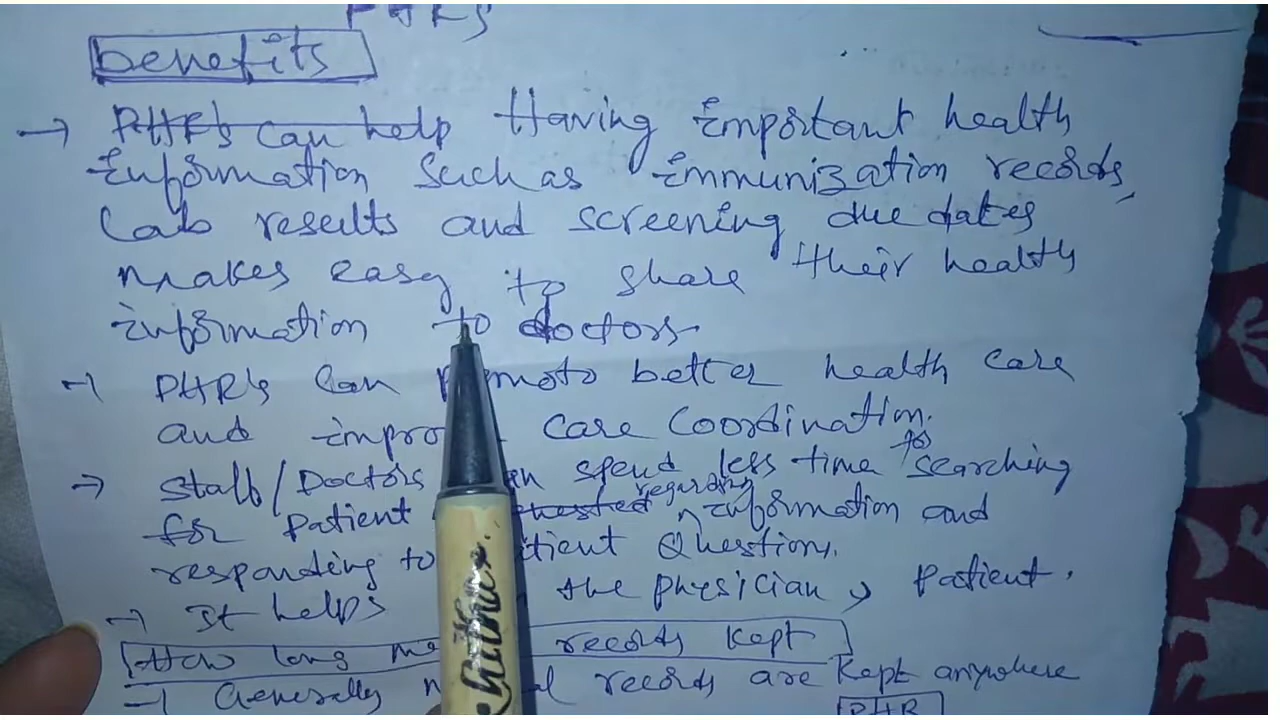 PHRs
benefits
→ PHR's can help Having important health
information such as immunization records,
Lab results and screening due dates
makes easy to share their health
information to doctors.
→ PHR's can promote better health care
and impro care coordination.
→ Staff/Doctors can spend less time for searching
for patient regarding information and
responding to patient Question.
→ It helps the physician, patient.
How long me records kept
→ Generally records are kept anywhere
PHR